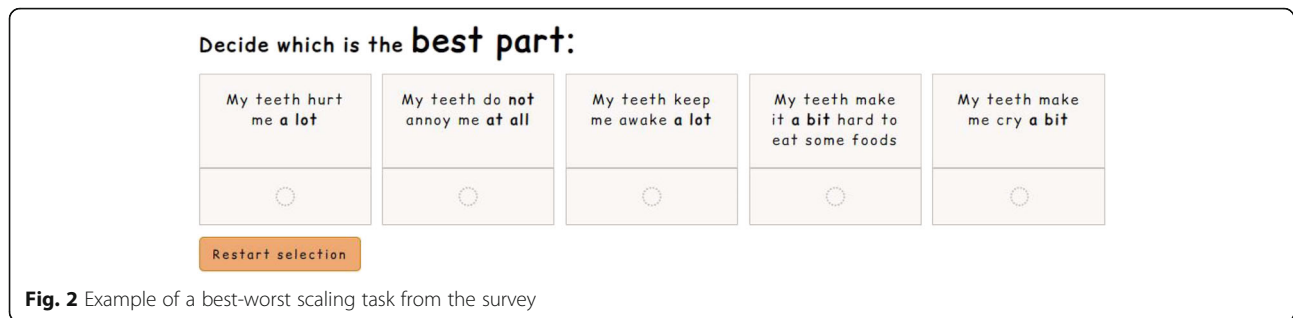 Decide which is the best part:
My teeth hurt
me a lot
My teeth do not
annoy me at all
My teeth keep
me awake a lot
My teeth make
it a bit hard to
eat some foods
My teeth make
me cry a bit
Restart selection
Fig. 2 Example of a best-worst scaling task from the survey